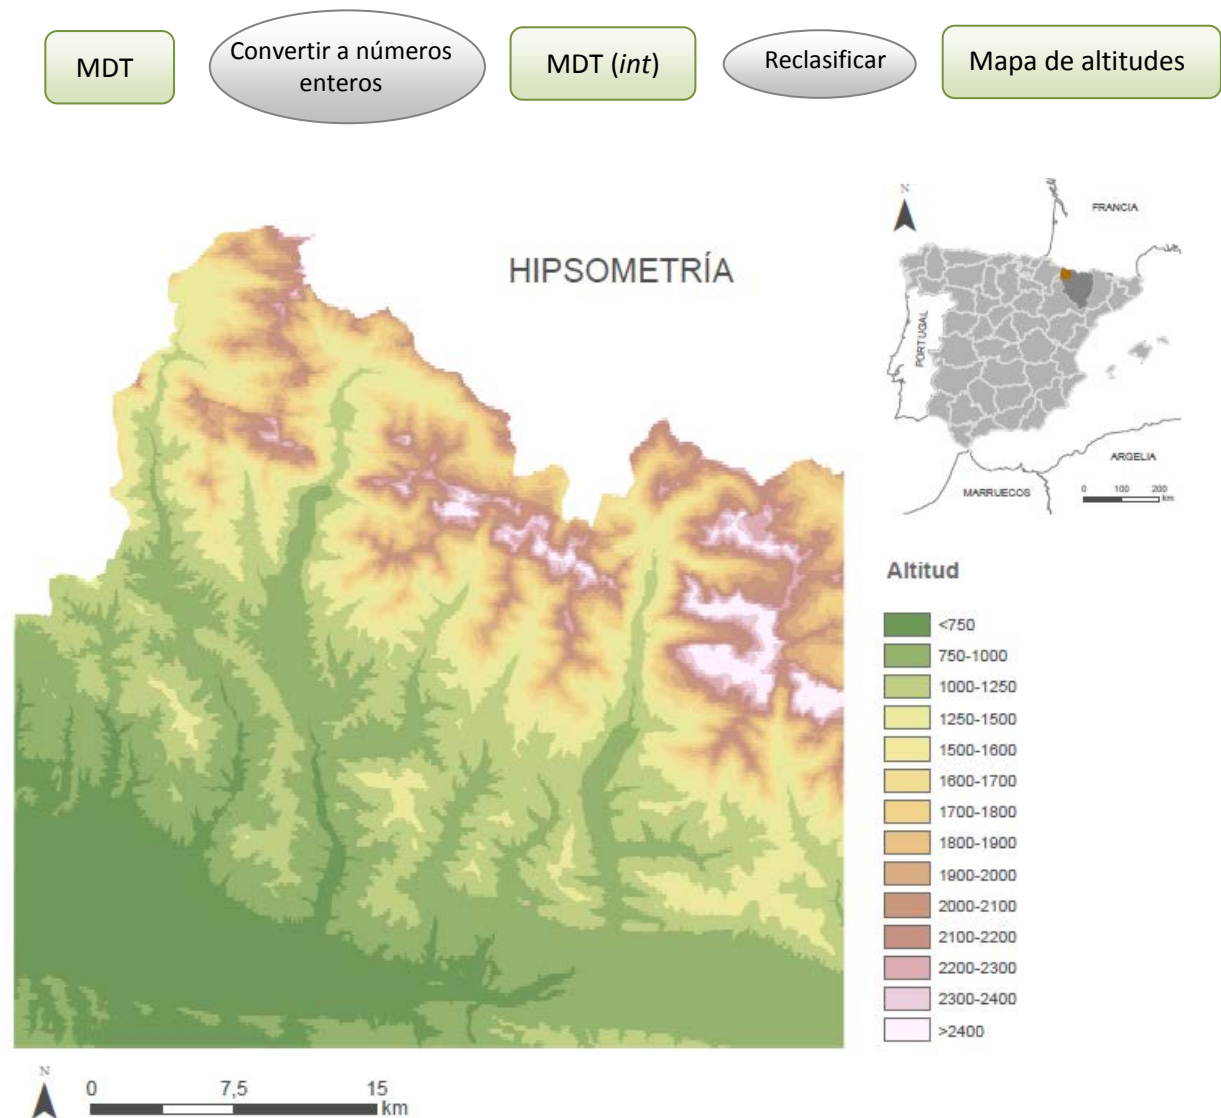 MDT
Convertir a números
enteros
MDT (int)
Reclasificar
Mapa de altitudes
HIPSOMETRÍA
N
FRANCIA
PORTUGAL
ARGELIA
MARRUECOS
0 100 200
km
Altitud
<750
750-1000
1000-1250
1250-1500
1500-1600
1600-1700
1700-1800
1800-1900
1900-2000
2000-2100
2100-2200
2200-2300
2300-2400
>2400
N
0 7,5 15
km